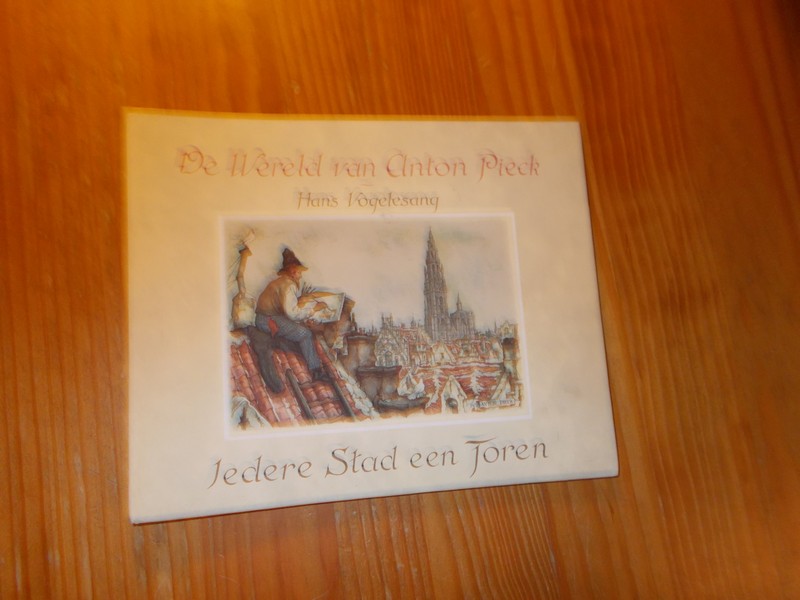 De Wereld van Anton Pieck
Hans Vogelesang
Iedere Stad een Toren